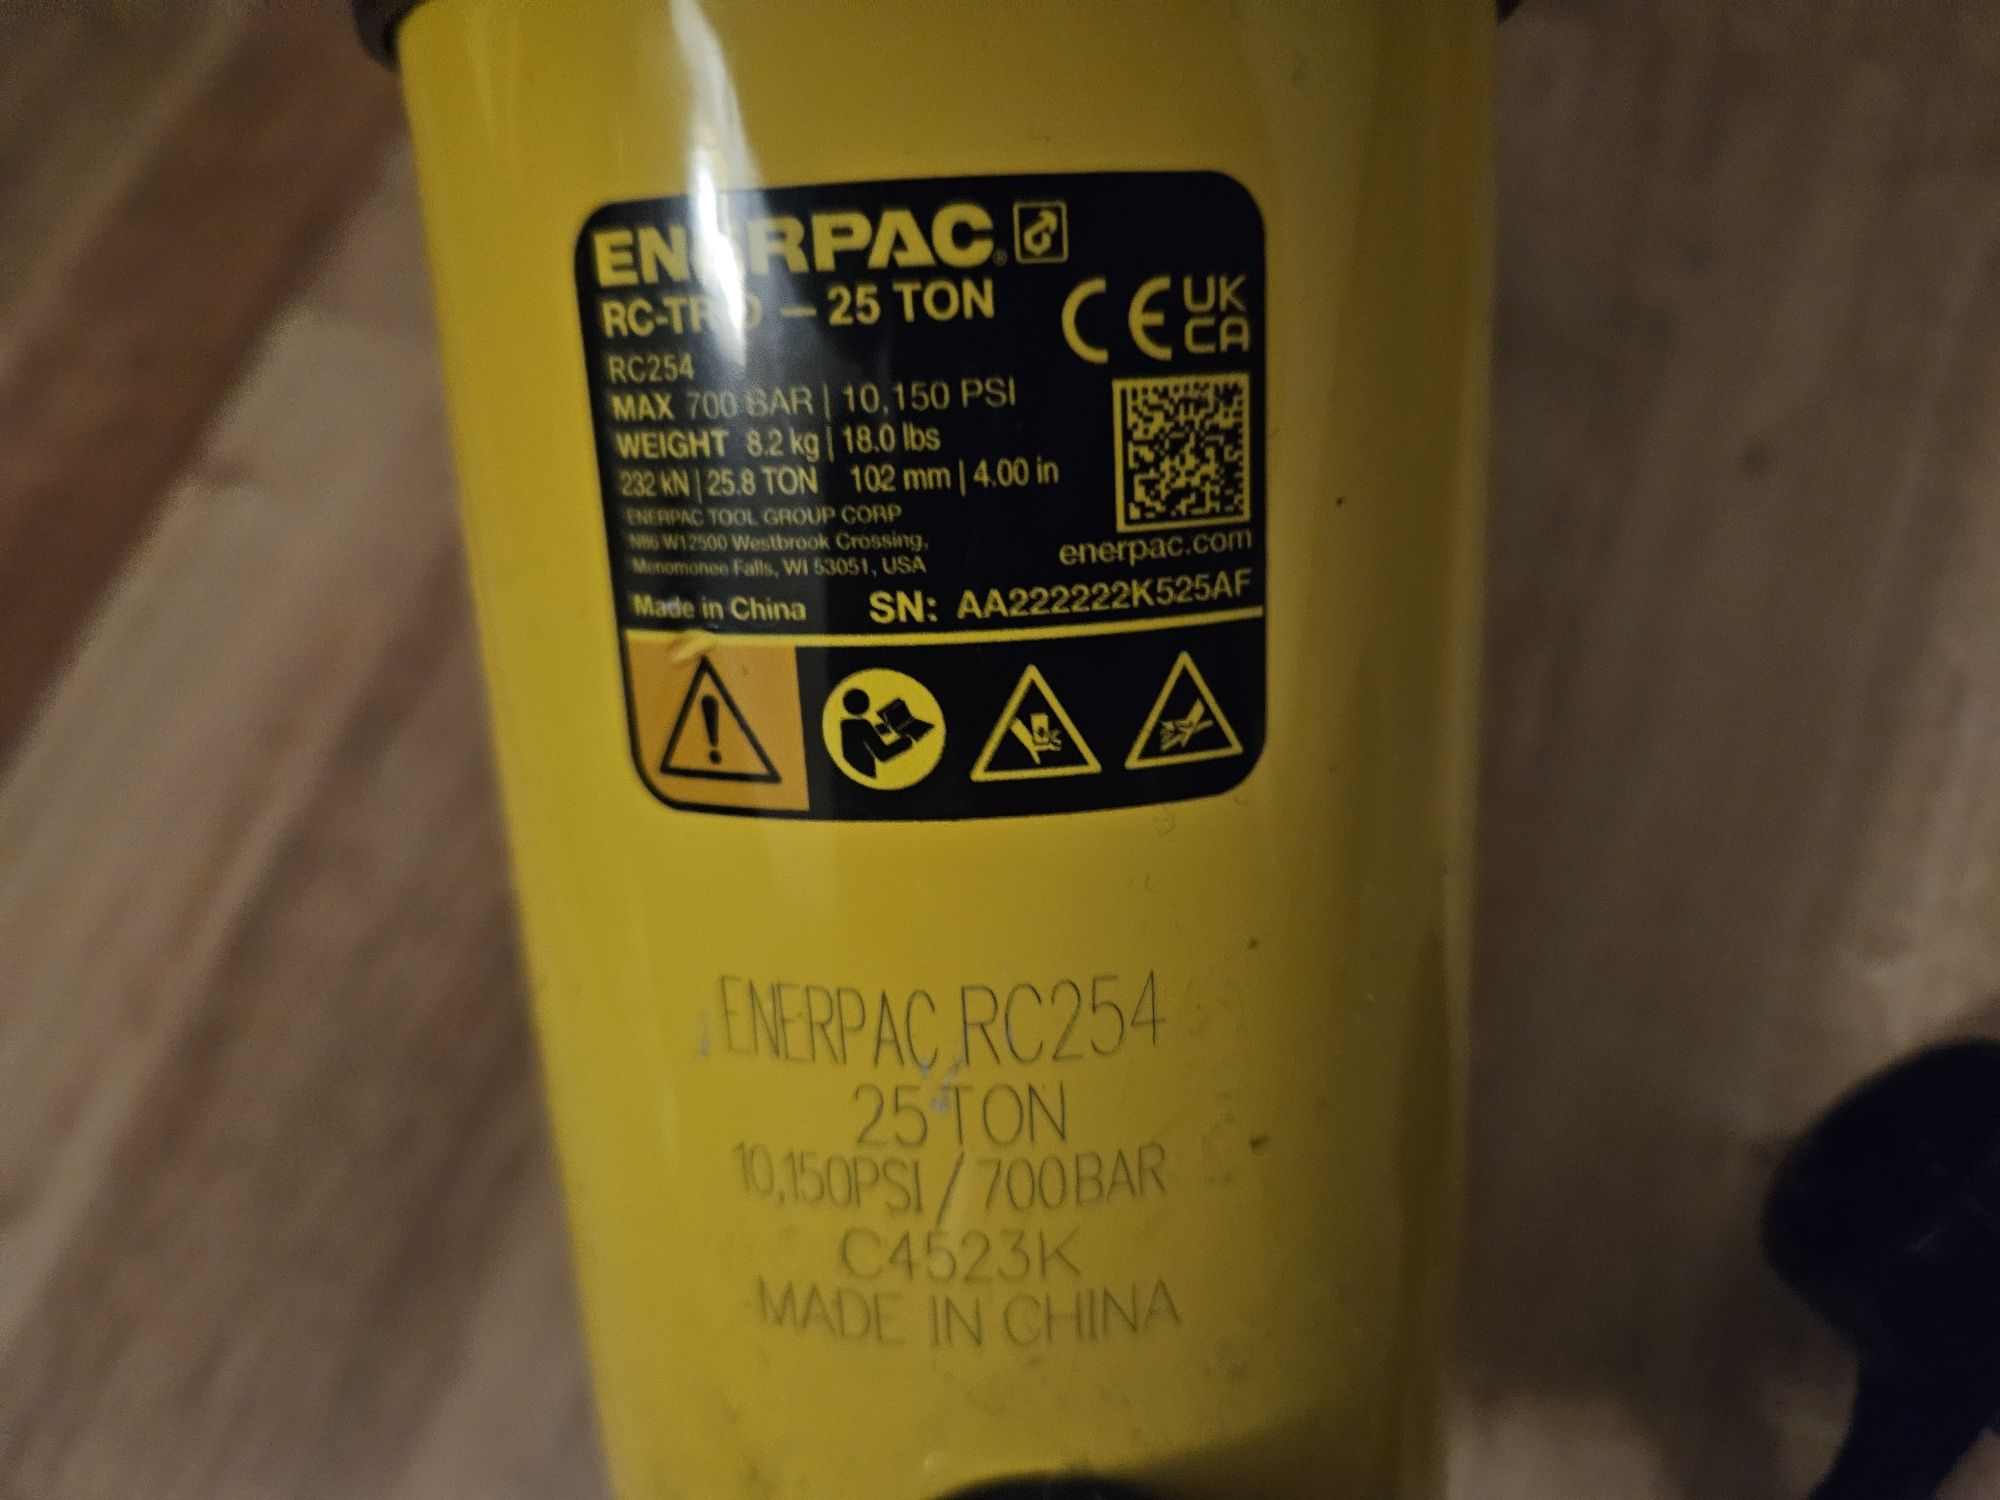 ENERPAC®
RC-TRIO – 25 TON
CE UK CA
RC254
MAX 700 BAR | 10,150 PSI
WEIGHT 8.2 kg | 18.0 lbs
232 kN | 25.8 TON 102 mm | 4.00 in
ENERPAC TOOL GROUP CORP
N86 W12500 Westbrook Crossing,
Menomonee Falls, WI 53051, USA
enerpac.com
Made in China SN: AA222222K525AF
ENERPAC RC254
25 TON
10,150PSI / 700BAR
C4523K
MADE IN CHINA